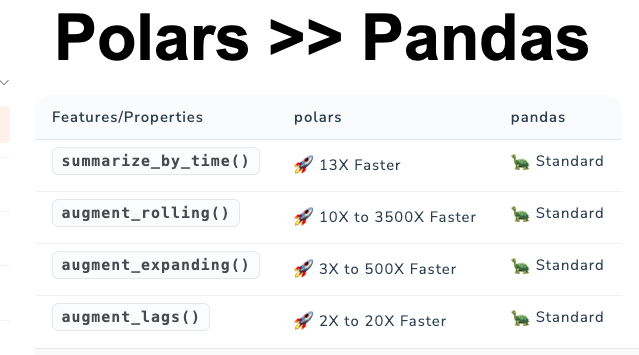 Polars >> Pandas
Features/Properties polars pandas
summarize_by_time() 🚀 13X Faster 🐢 Standard
augment_rolling() 🚀 10X to 3500X Faster 🐢 Standard
augment_expanding() 🚀 3X to 500X Faster 🐢 Standard
augment_lags() 🚀 2X to 20X Faster 🐢 Standard